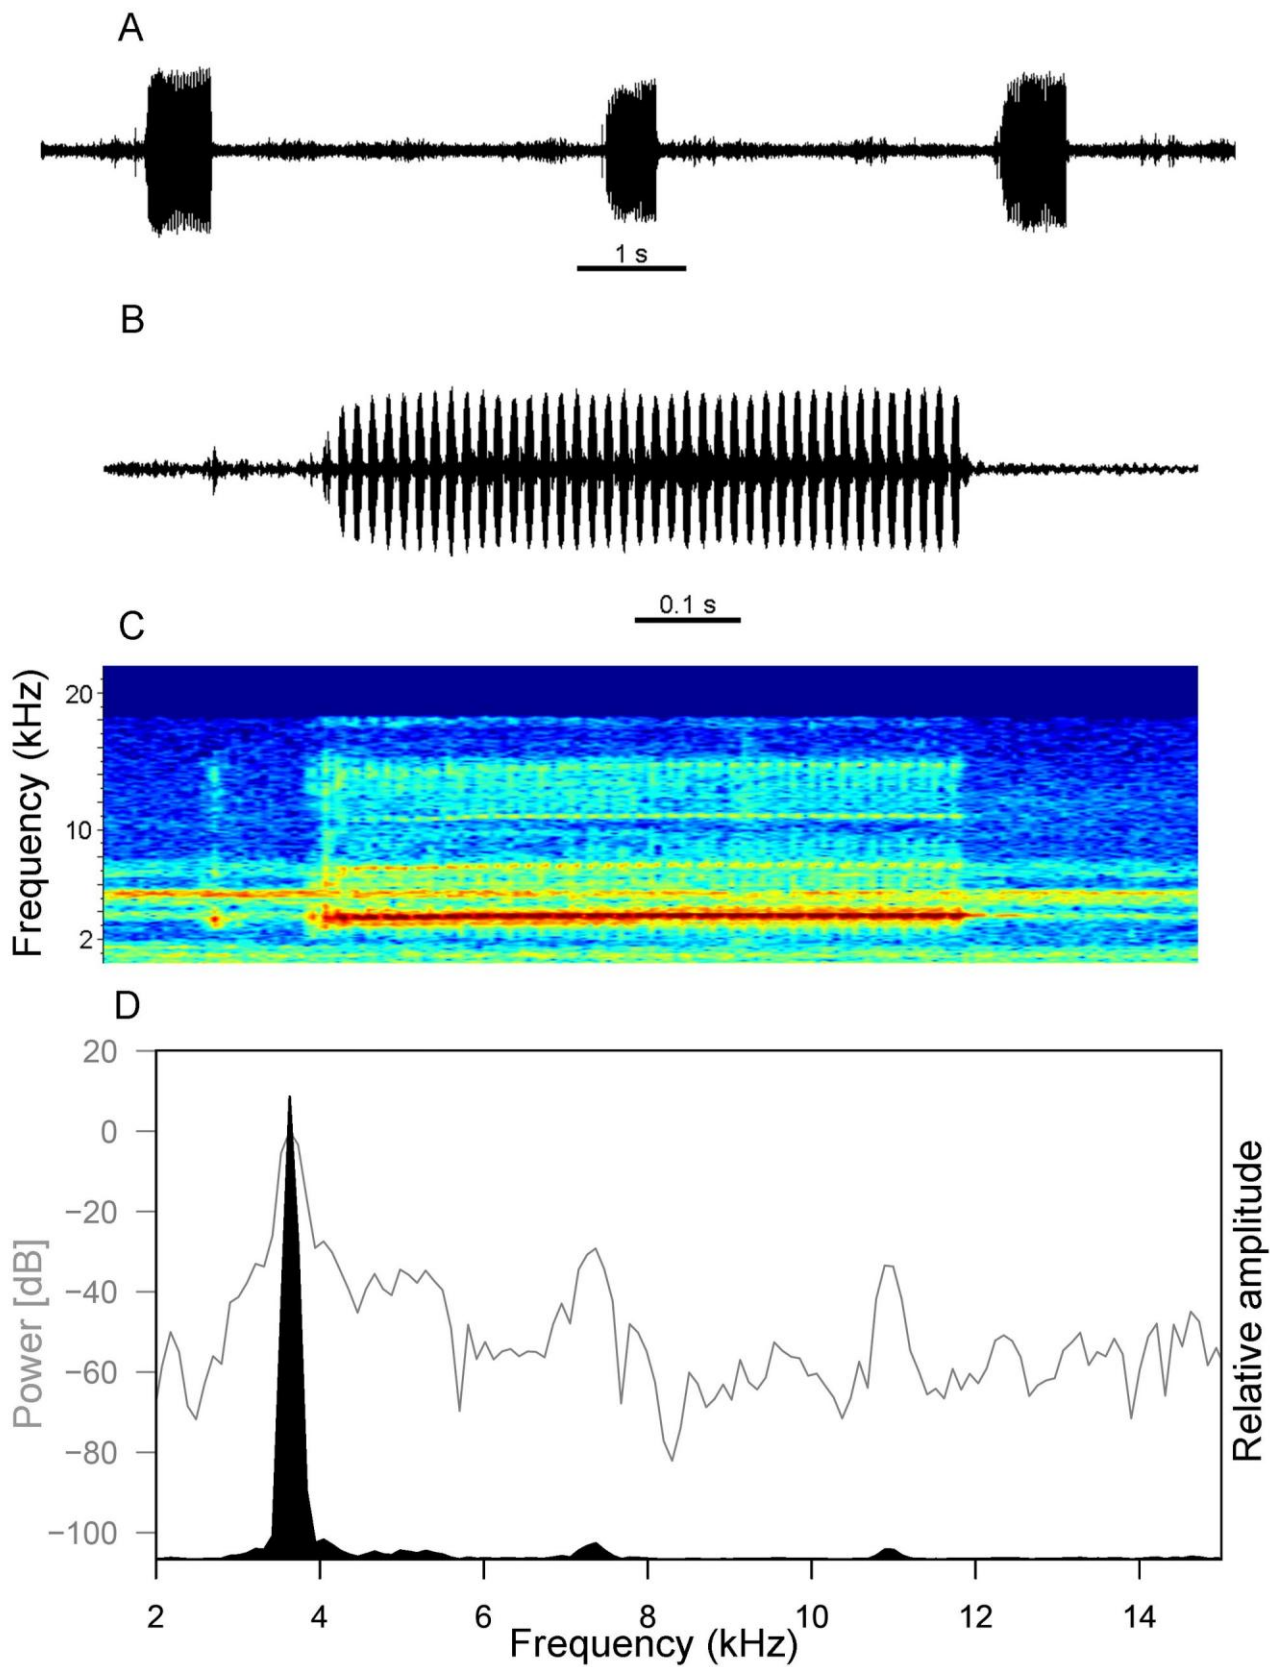 A
1 s
B
0.1 s
C
Frequency (kHz)
20
10
2
D
Power [dB]
20
0
−20
−40
−60
−80
−100
Relative amplitude
2 4 6 8 10 12 14
Frequency (kHz)